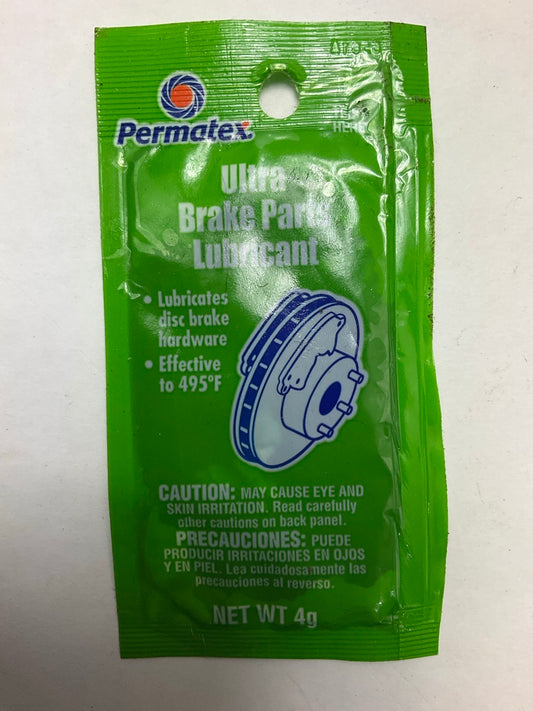 Permatex
TEAR
HERE
Ultra
Brake Parts
Lubricant
• Lubricates
disc brake
hardware
• Effective
to 495°F
CAUTION: MAY CAUSE EYE AND
SKIN IRRITATION. Read carefully
other cautions on back panel.
PRECAUCIONES: PUEDE
PRODUCIR IRRITACIONES EN OJOS
Y EN PIEL. Lea cuidadosamente las
precauciones al reverso.
NET WT 4g